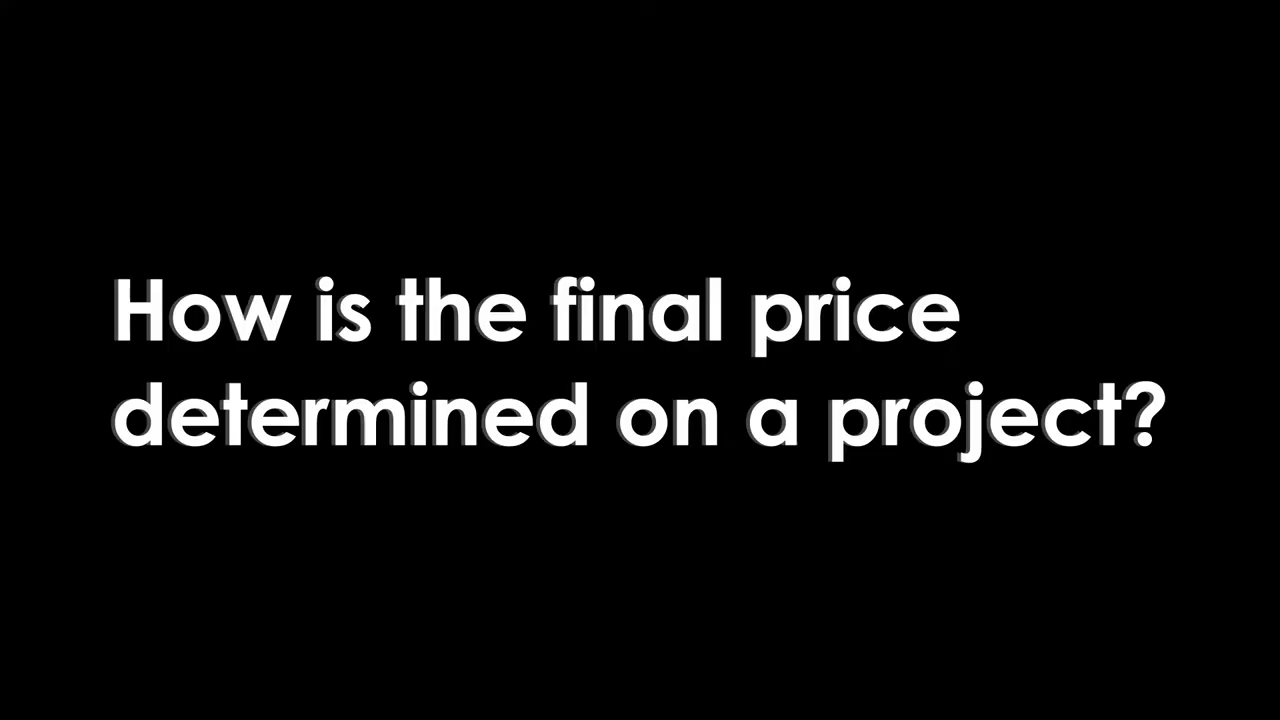 How is the final price
determined on a project?